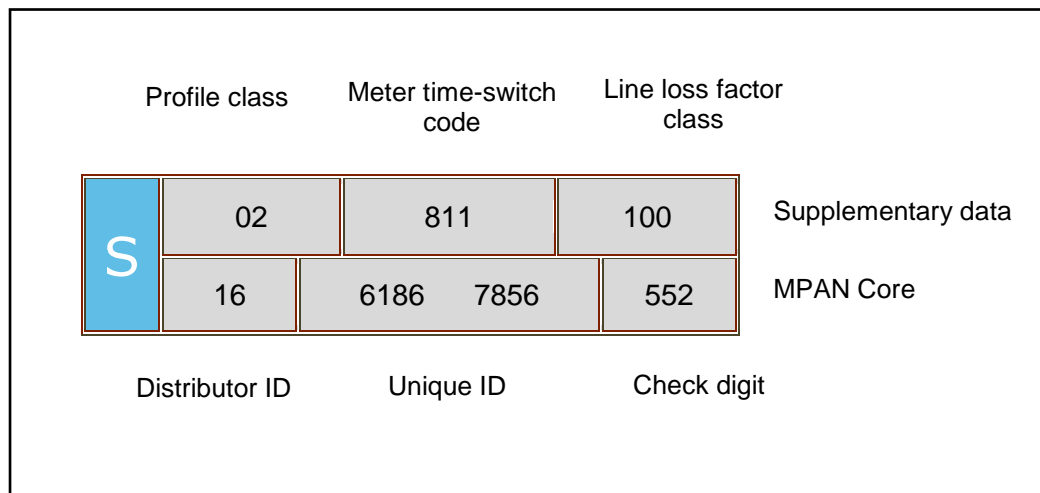 Profile class Meter time-switch code Line loss factor class
S 02 811 100 Supplementary data
16 6186 7856 552 MPAN Core
Distributor ID Unique ID Check digit